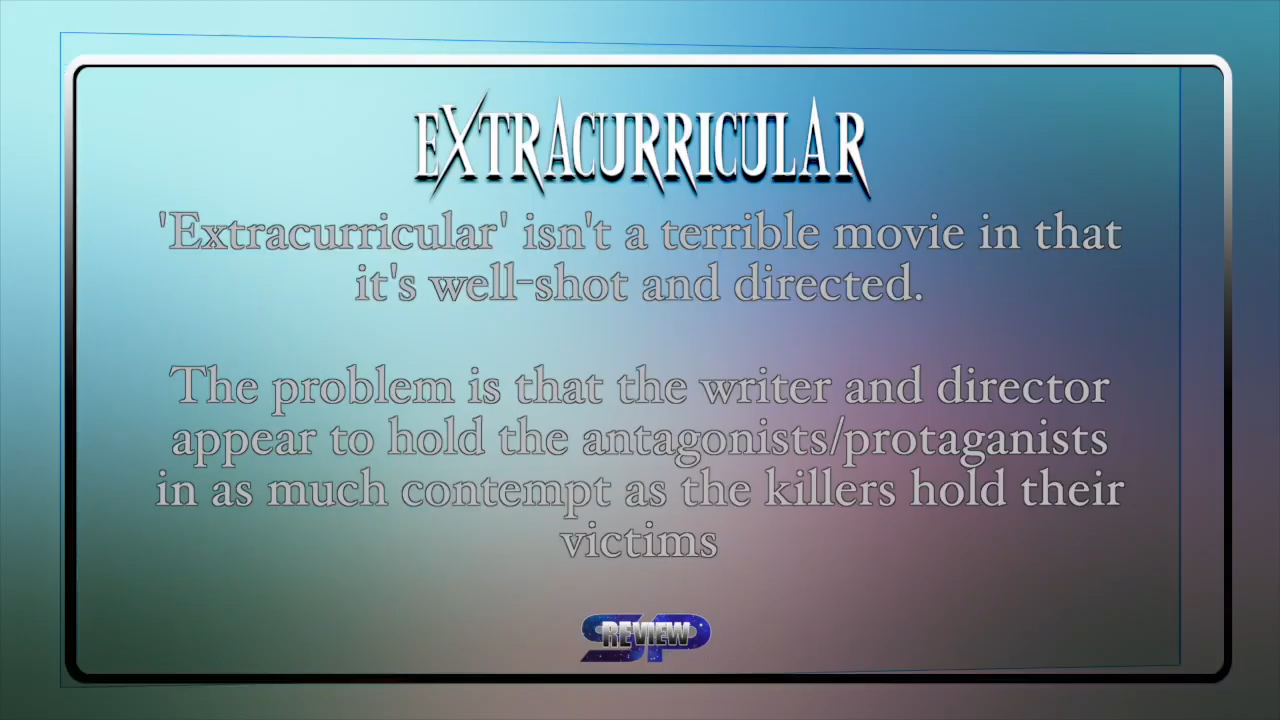 EXTRACURRICULAR
'Extracurricular' isn't a terrible movie in that
it's well-shot and directed.
The problem is that the writer and director
appear to hold the antagonists/protaganists
in as much contempt as the killers hold their
victims
SP
REVIEW